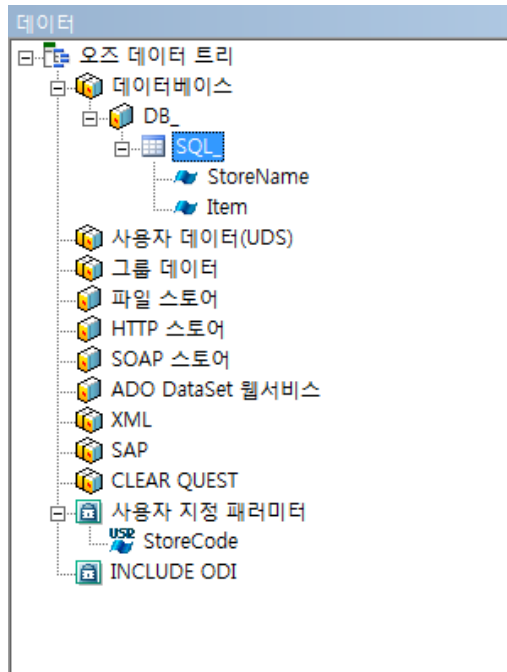 데이터
오즈 데이터 트리
데이터베이스
DB_
SQL_
StoreName
Item
사용자 데이터(UDS)
그룹 데이터
파일 스토어
HTTP 스토어
SOAP 스토어
ADO DataSet 웹서비스
XML
SAP
CLEAR QUEST
사용자 지정 패러미터
USR StoreCode
INCLUDE ODI